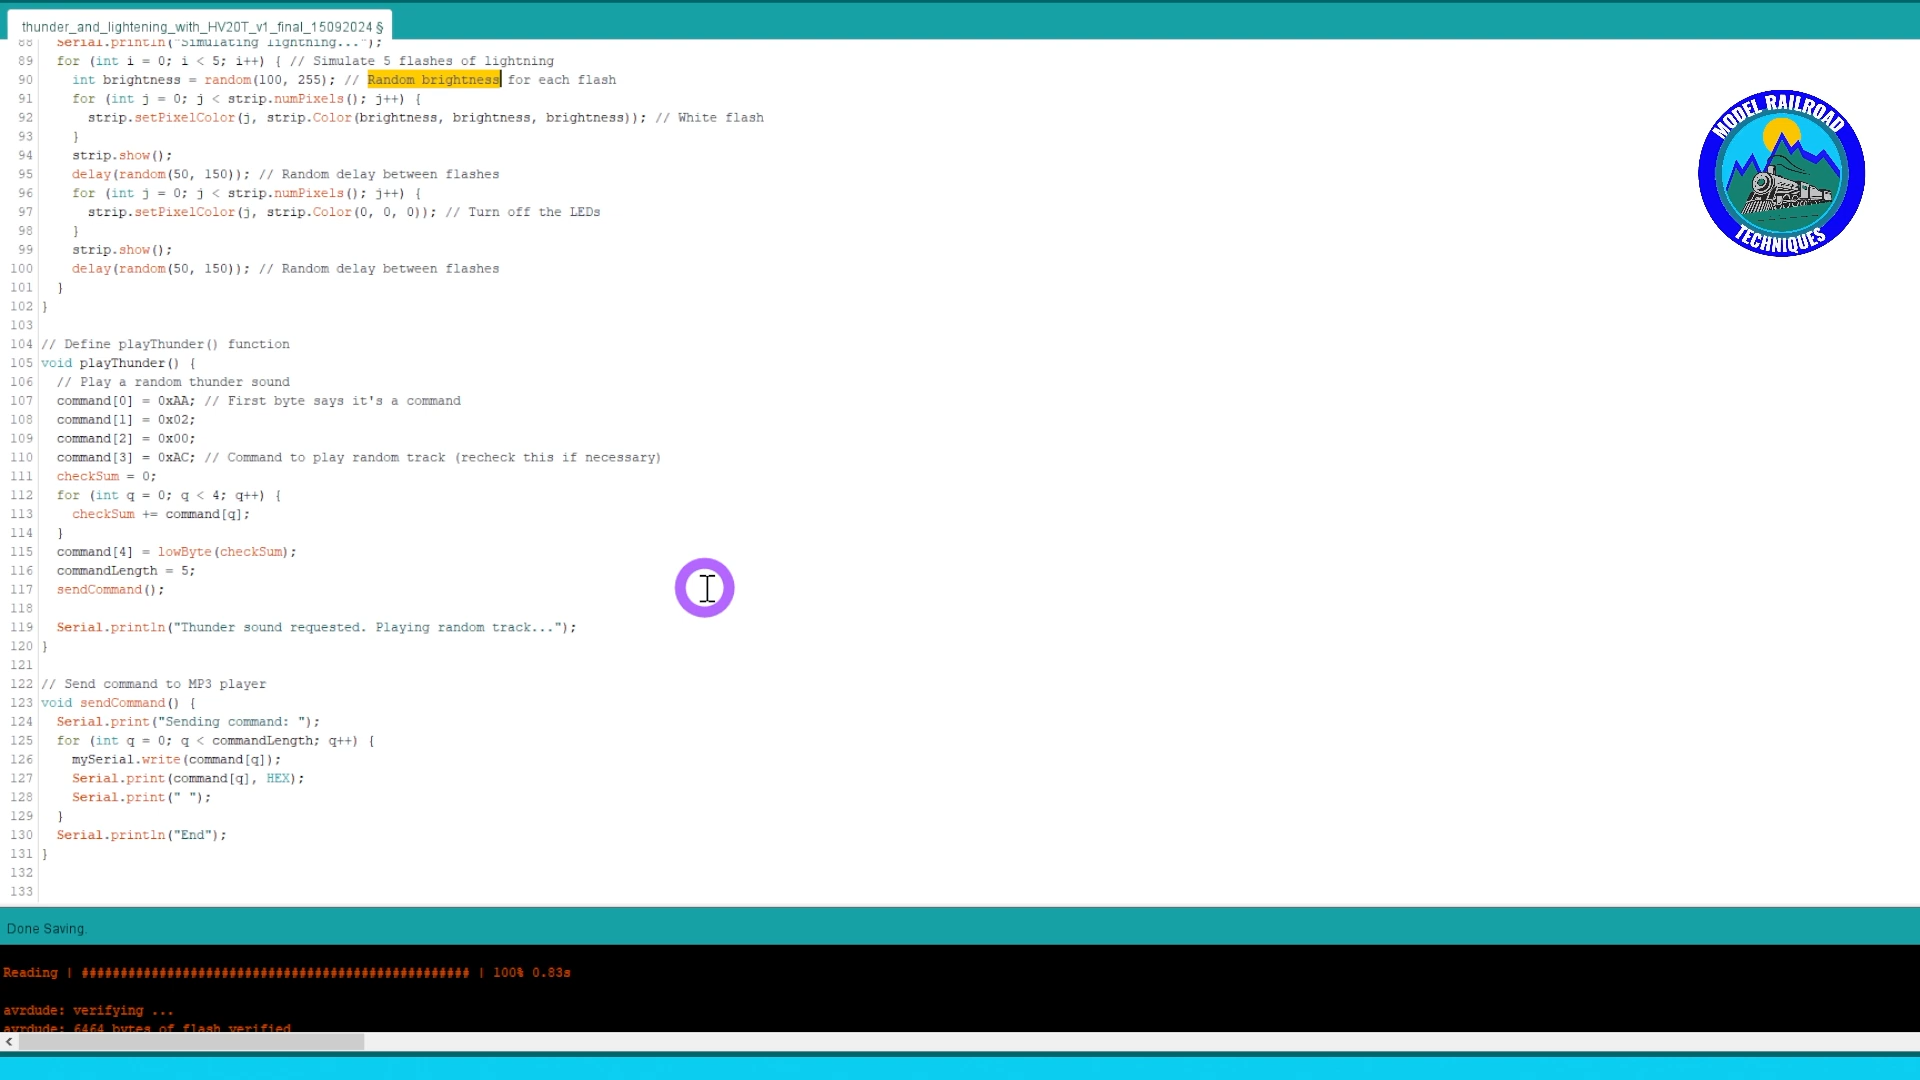 thunder_and_lightening_with_HV20T_v1_final_15092024 §
88 Serial.println("Simulating lightning...");
89 for (int i = 0; i < 5; i++) { // Simulate 5 flashes of lightning
90 int brightness = random(100, 255); // Random brightness for each flash
91 for (int j = 0; j < strip.numPixels(); j++) {
92 strip.setPixelColor(j, strip.Color(brightness, brightness, brightness)); // White flash
93 }
94 strip.show();
95 delay(random(50, 150)); // Random delay between flashes
96 for (int j = 0; j < strip.numPixels(); j++) {
97 strip.setPixelColor(j, strip.Color(0, 0, 0)); // Turn off the LEDs
98 }
99 strip.show();
100 delay(random(50, 150)); // Random delay between flashes
101 }
102 }
103
104 // Define playThunder() function
105 void playThunder() {
106 // Play a random thunder sound
107 command[0] = 0xAA; // First byte says it's a command
108 command[1] = 0x02;
109 command[2] = 0x00;
110 command[3] = 0xAC; // Command to play random track (recheck this if necessary)
111 checkSum = 0;
112 for (int q = 0; q < 4; q++) {
113 checkSum += command[q];
114 }
115 command[4] = lowByte(checkSum);
116 commandLength = 5;
117 sendCommand();
118
119 Serial.println("Thunder sound requested. Playing random track...");
120 }
121
122 // Send command to MP3 player
123 void sendCommand() {
124 Serial.print("Sending command: ");
125 for (int q = 0; q < commandLength; q++) {
126 mySerial.write(command[q]);
127 Serial.print(command[q], HEX);
128 Serial.print(" ");
129 }
130 Serial.println("End");
131 }
132
133
MODEL RAILROAD
TECHNIQUES
Done Saving.
Reading | ################################################## | 100% 0.83s
avrdude: verifying ...
avrdude: 6464 bytes of flash verified